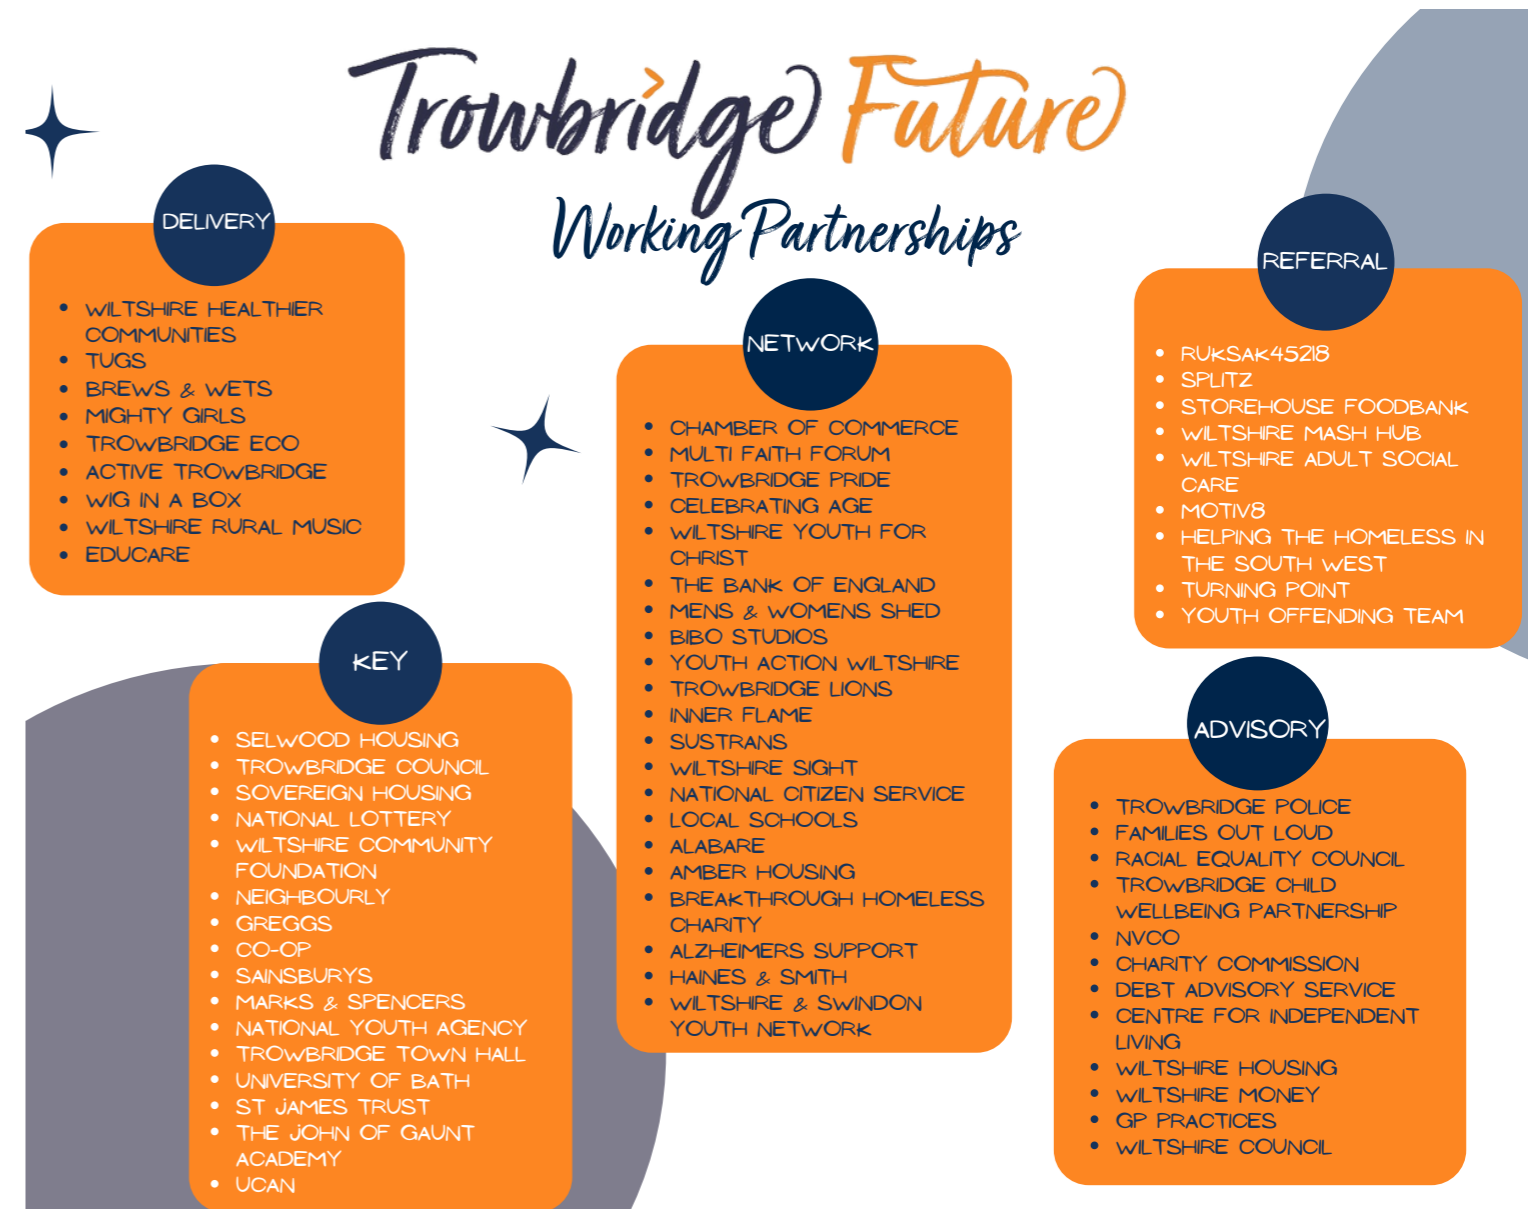 Trowbridge Future
Working Partnerships
DELIVERY
• WILTSHIRE HEALTHIER
COMMUNITIES
• TUGS
• BREWS & WETS
• MIGHTY GIRLS
• TROWBRIDGE ECO
• ACTIVE TROWBRIDGE
• WIG IN A BOX
• WILTSHIRE RURAL MUSIC
• EDUCARE
KEY
• SELWOOD HOUSING
• TROWBRIDGE COUNCIL
• SOVEREIGN HOUSING
• NATIONAL LOTTERY
• WILTSHIRE COMMUNITY
FOUNDATION
• NEIGHBOURLY
• GREGGS
• CO-OP
• SAINSBURYS
• MARKS & SPENCERS
• NATIONAL YOUTH AGENCY
• TROWBRIDGE TOWN HALL
• UNIVERSITY OF BATH
• ST JAMES TRUST
• THE JOHN OF GAUNT
ACADEMY
• UCAN
NETWORK
• CHAMBER OF COMMERCE
• MULTI FAITH FORUM
• TROWBRIDGE PRIDE
• CELEBRATING AGE
• WILTSHIRE YOUTH FOR
CHRIST
• THE BANK OF ENGLAND
• MENS & WOMENS SHED
• BIBO STUDIOS
• YOUTH ACTION WILTSHIRE
• TROWBRIDGE LIONS
• INNER FLAME
• SUSTRANS
• WILTSHIRE SIGHT
• NATIONAL CITIZEN SERVICE
• LOCAL SCHOOLS
• ALABARE
• AMBER HOUSING
• BREAKTHROUGH HOMELESS
CHARITY
• ALZHEIMERS SUPPORT
• HAINES & SMITH
• WILTSHIRE & SWINDON
YOUTH NETWORK
REFERRAL
• RUKSAK45218
• SPLITZ
• STOREHOUSE FOODBANK
• WILTSHIRE MASH HUB
• WILTSHIRE ADULT SOCIAL
CARE
• MOTIV8
• HELPING THE HOMELESS IN
THE SOUTH WEST
• TURNING POINT
• YOUTH OFFENDING TEAM
ADVISORY
• TROWBRIDGE POLICE
• FAMILIES OUT LOUD
• RACIAL EQUALITY COUNCIL
• TROWBRIDGE CHILD
WELLBEING PARTNERSHIP
• NVCO
• CHARITY COMMISSION
• DEBT ADVISORY SERVICE
• CENTRE FOR INDEPENDENT
LIVING
• WILTSHIRE HOUSING
• WILTSHIRE MONEY
• GP PRACTICES
• WILTSHIRE COUNCIL